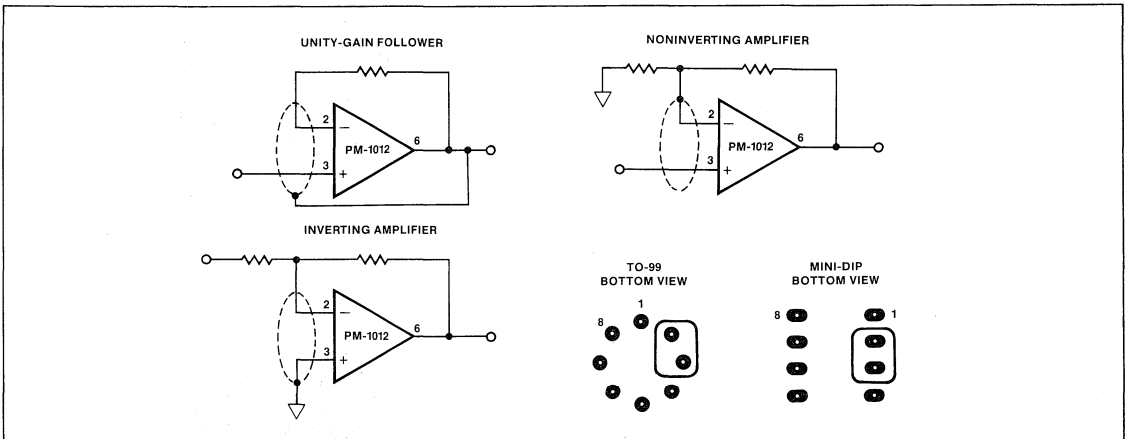 UNITY-GAIN FOLLOWER
2
−
PM-1012
6
3
+
NONINVERTING AMPLIFIER
2
−
PM-1012
6
3
+
INVERTING AMPLIFIER
2
−
PM-1012
6
3
+
TO-99
BOTTOM VIEW
1
8
MINI-DIP
BOTTOM VIEW
8
1